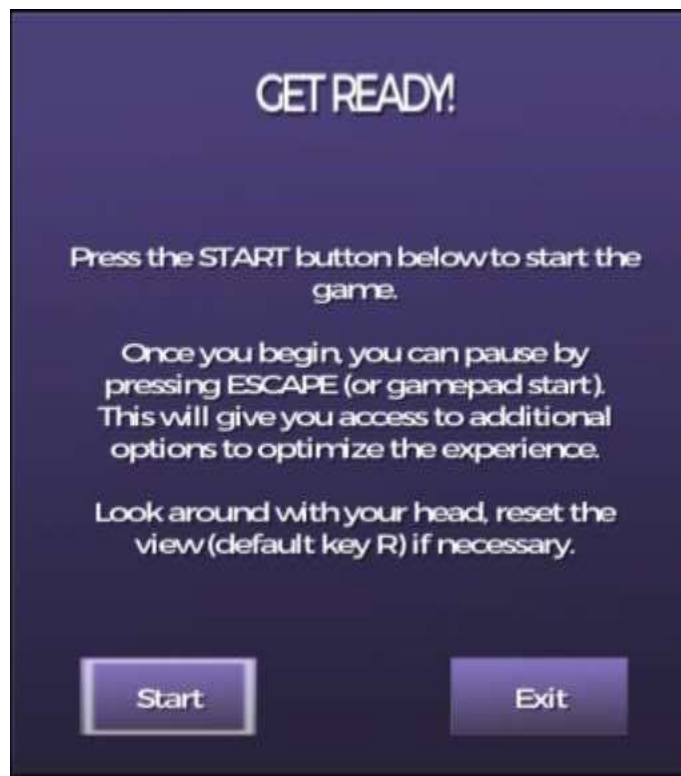 GET READY!
Press the START button below to start the
game.
Once you begin, you can pause by
pressing ESCAPE (or gamepad start).
This will give you access to additional
options to optimize the experience.
Look around with your head, reset the
view (default key R) if necessary.
Start
Exit